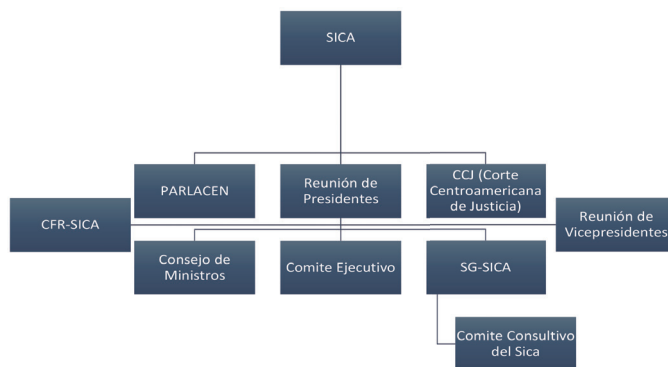 SICA
PARLACEN
Reunión de
Presidentes
CCJ (Corte
Centroamericana
de Justicia)
CFR-SICA
Reunión de
Vicepresidentes
Consejo de
Ministros
Comite Ejecutivo
SG-SICA
Comite Consultivo
del Sica